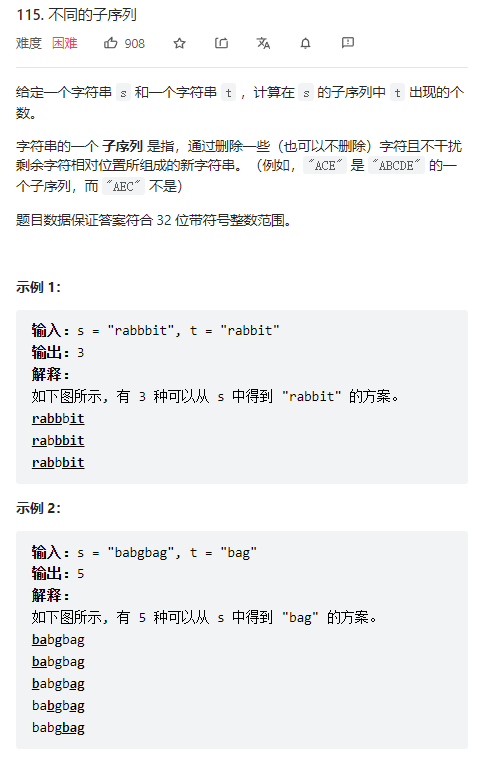 115. 不同的子序列
难度 困难 908
给定一个字符串 s 和一个字符串 t ，计算在 s 的子序列中 t 出现的个
数。
字符串的一个 子序列 是指，通过删除一些（也可以不删除）字符且不干扰
剩余字符相对位置所组成的新字符串。（例如，"ACE" 是 "ABCDE" 的一
个子序列，而 "AEC" 不是）
题目数据保证答案符合 32 位带符号整数范围。
示例 1：
输入：s = "rabbbit", t = "rabbit"
输出：3
解释：
如下图所示, 有 3 种可以从 s 中得到 "rabbit" 的方案。
rabbbit
rabbbit
rabbbit
示例 2：
输入：s = "babgbag", t = "bag"
输出：5
解释：
如下图所示, 有 5 种可以从 s 中得到 "bag" 的方案。
babgbag
babgbag
babgbag
babgbag
babgbag